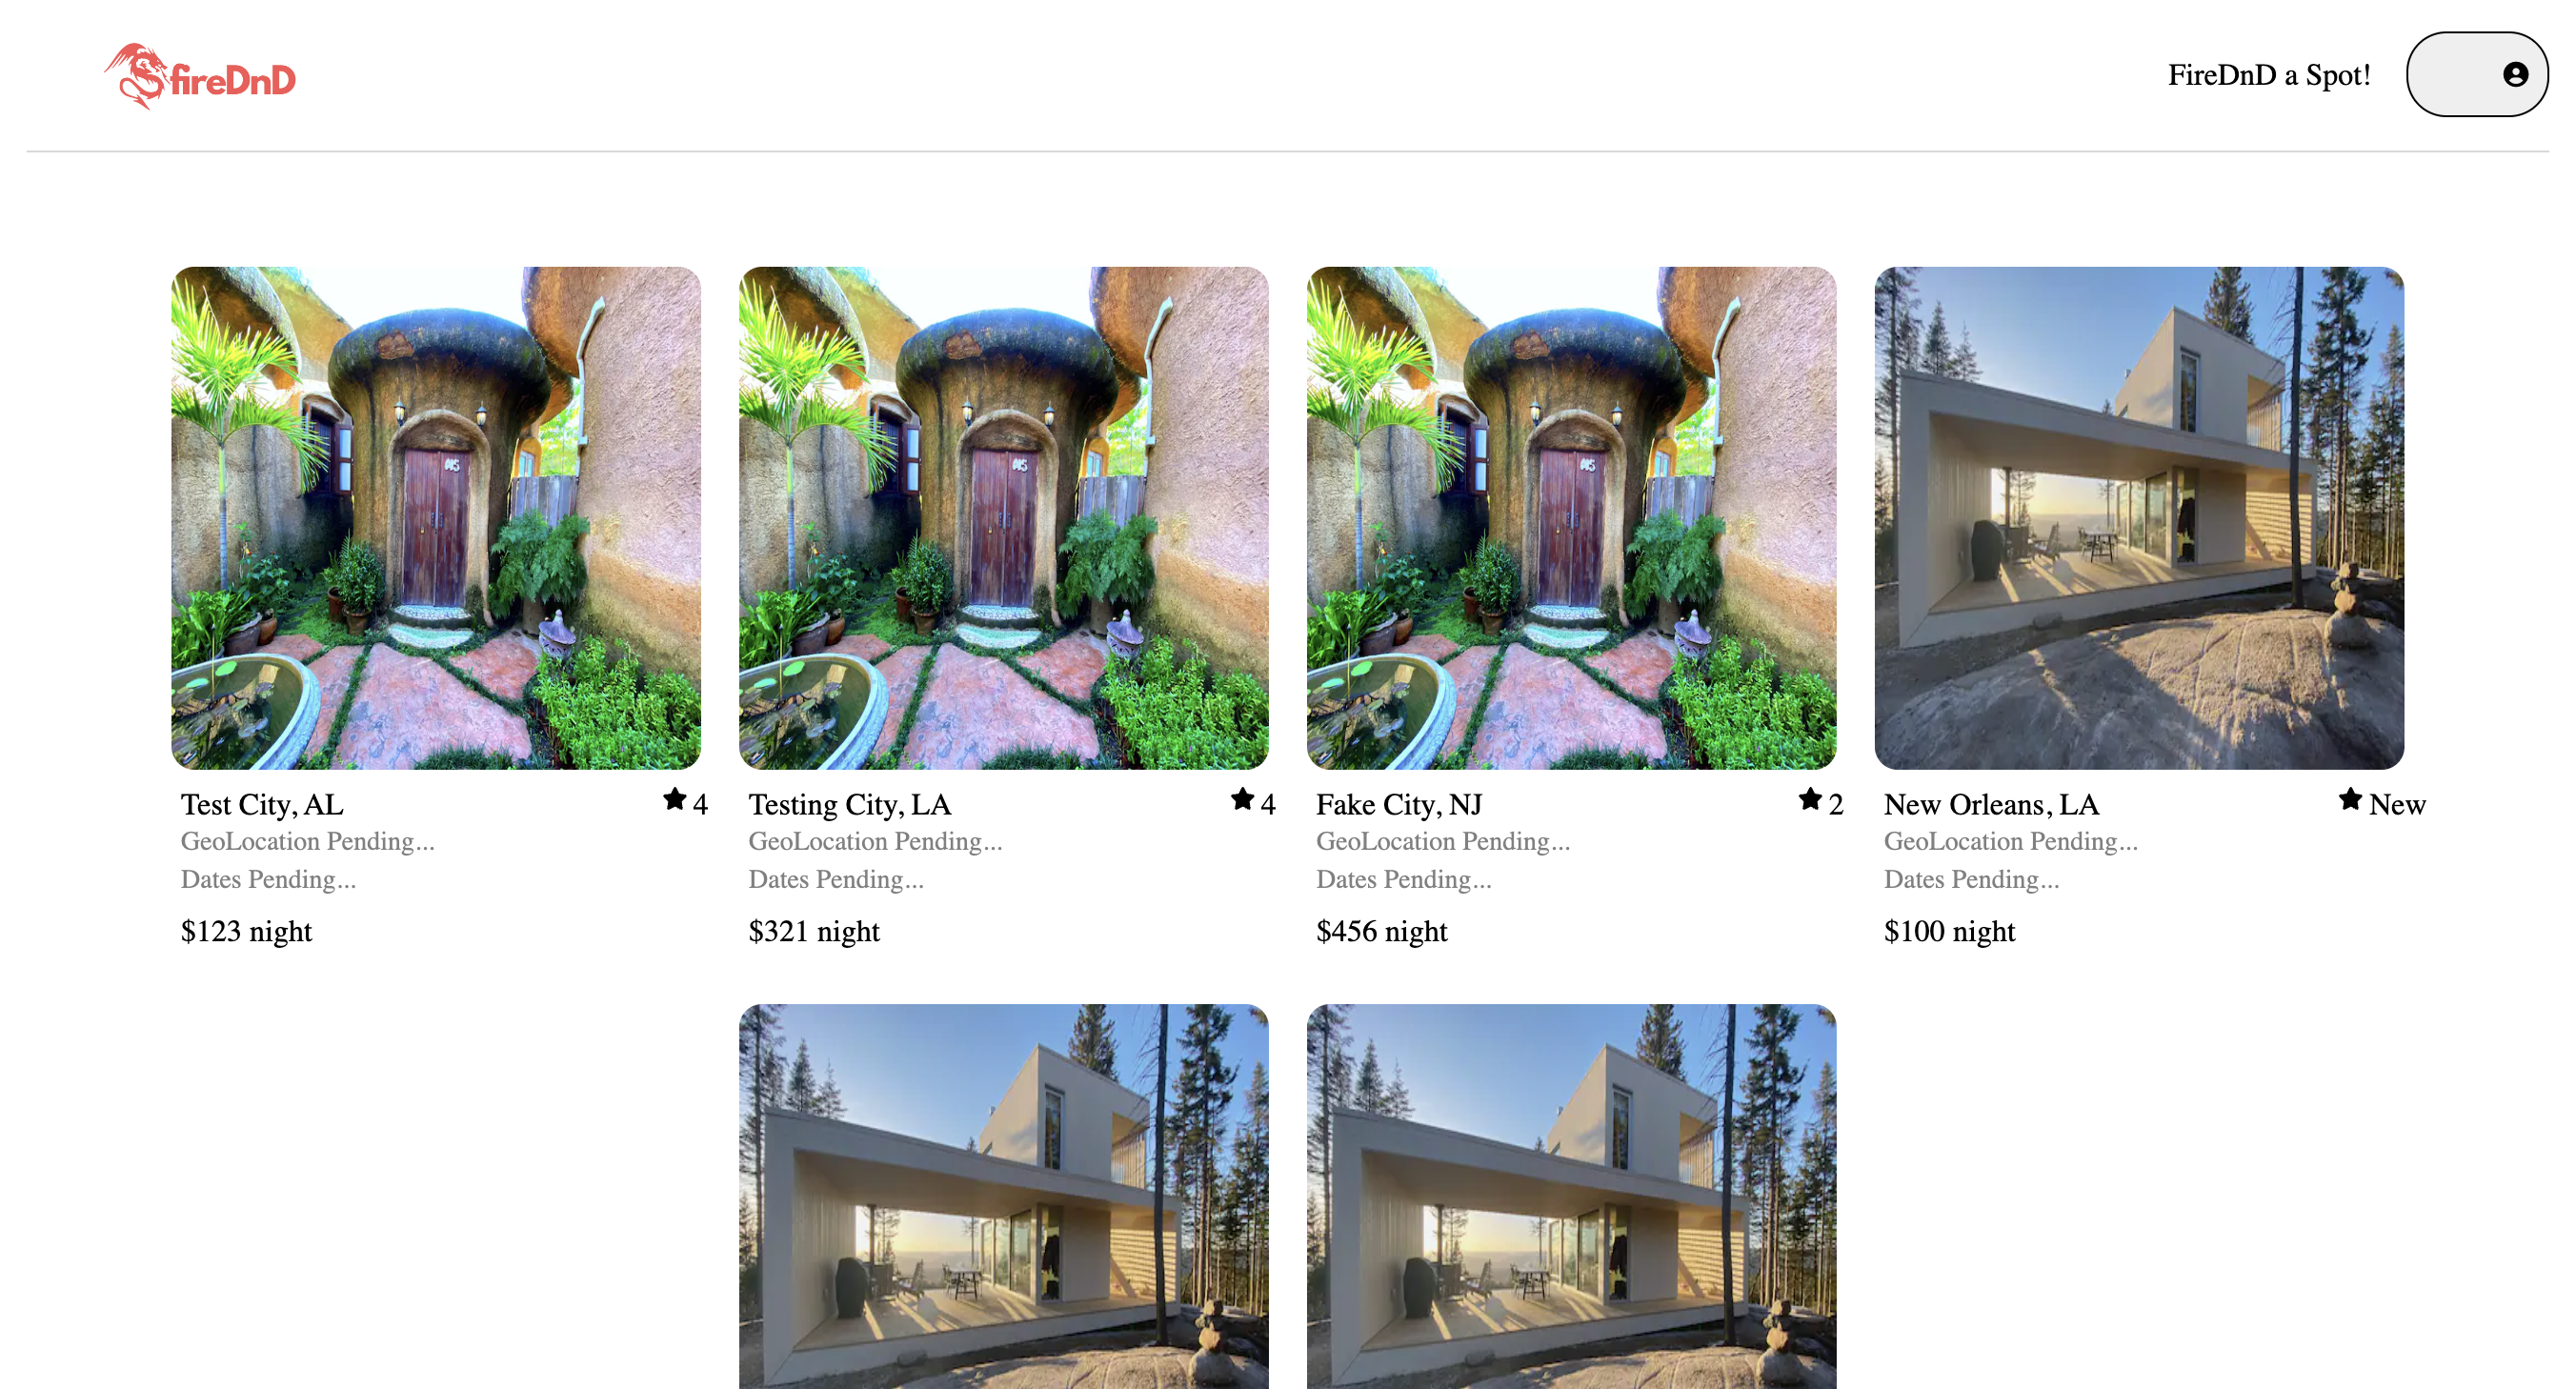 fireDnD
FireDnD a Spot!
Test City, AL ★ 4
GeoLocation Pending...
Dates Pending...
$123 night
Testing City, LA ★ 4
GeoLocation Pending...
Dates Pending...
$321 night
Fake City, NJ ★ 2
GeoLocation Pending...
Dates Pending...
$456 night
New Orleans, LA ★ New
GeoLocation Pending...
Dates Pending...
$100 night